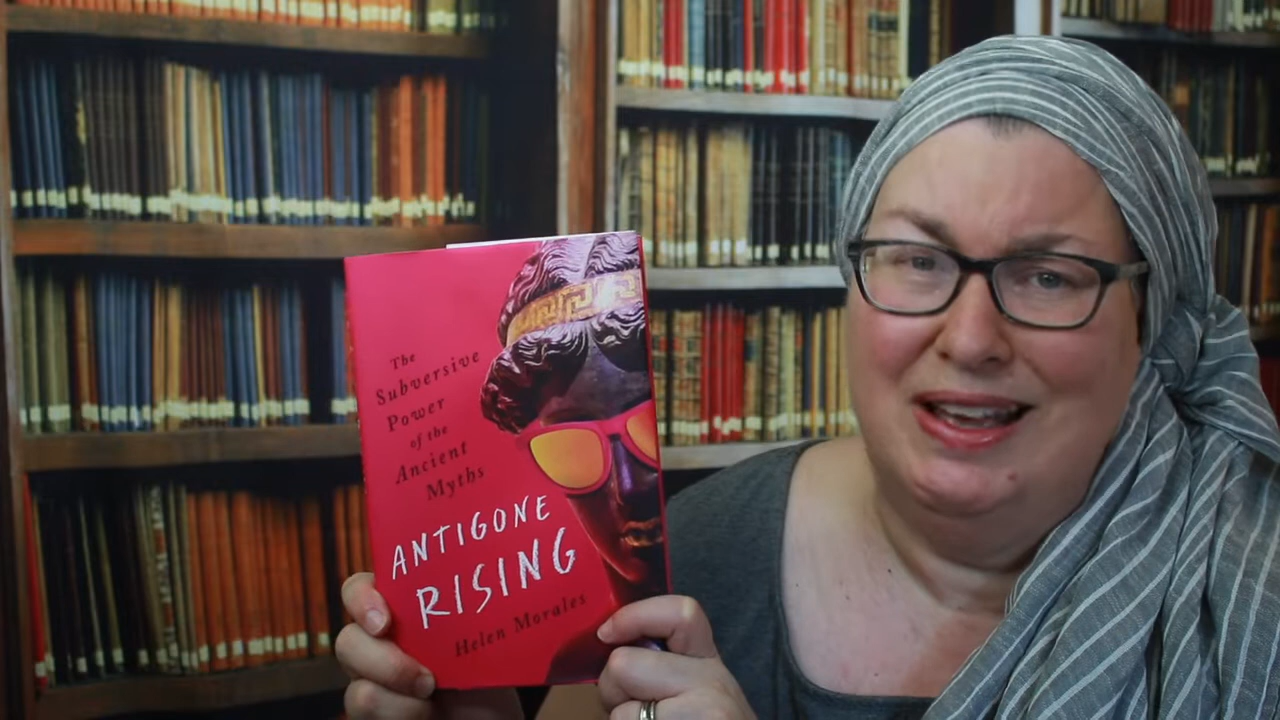 The
Subversive
Power
of the
Ancient
Myths
ANTIGONE
RISING
Helen Morales